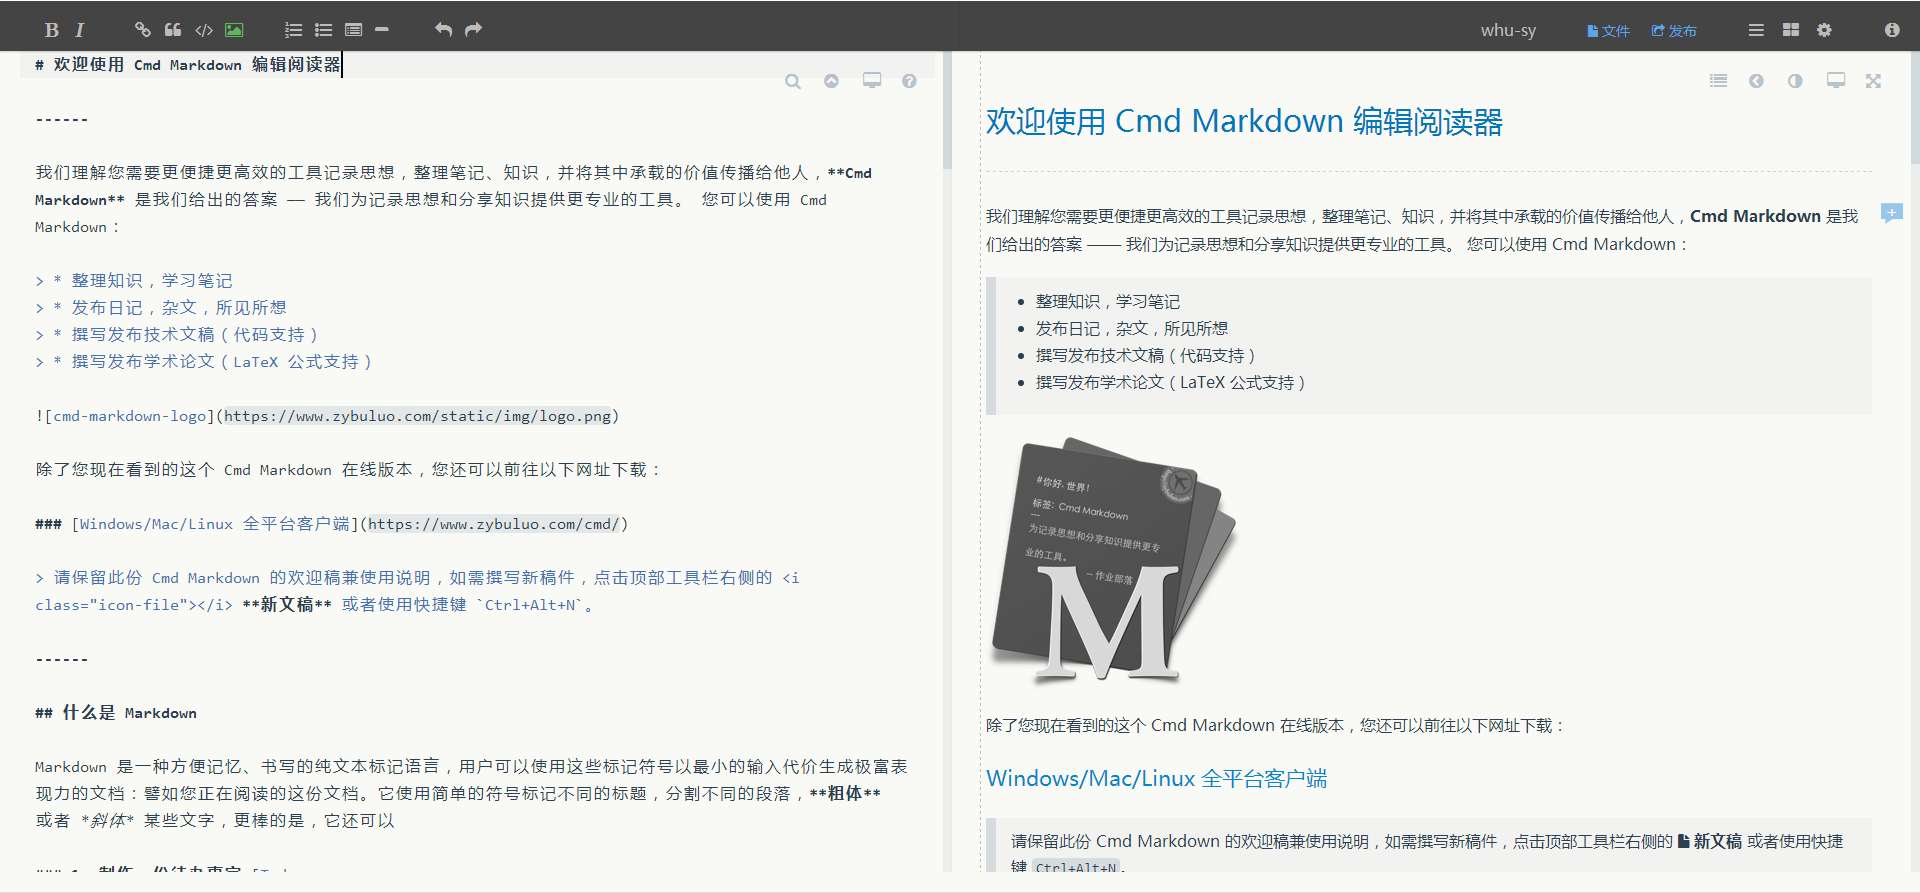 whu-sy 文件 发布
# 欢迎使用 Cmd Markdown 编辑阅读器
------
我们理解您需要更便捷更高效的工具记录思想，整理笔记、知识，并将其中承载的价值传播给他人，**Cmd
Markdown** 是我们给出的答案 —— 我们为记录思想和分享知识提供更专业的工具。 您可以使用 Cmd
Markdown：
> * 整理知识，学习笔记
> * 发布日记，杂文，所见所想
> * 撰写发布技术文稿（代码支持）
> * 撰写发布学术论文（LaTeX 公式支持）
![cmd-markdown-logo](https://www.zybuluo.com/static/img/logo.png)
除了您现在看到的这个 Cmd Markdown 在线版本，您还可以前往以下网址下载：
### [Windows/Mac/Linux 全平台客户端](https://www.zybuluo.com/cmd/)
> 请保留此份 Cmd Markdown 的欢迎稿兼使用说明，如需撰写新稿件，点击顶部工具栏右侧的 <i
class="icon-file"></i> **新文稿** 或者使用快捷键 `Ctrl+Alt+N`。
------
## 什么是 Markdown
Markdown 是一种方便记忆、书写的纯文本标记语言，用户可以使用这些标记符号以最小的输入代价生成极富表
现力的文档：譬如您正在阅读的这份文档。它使用简单的符号标记不同的标题，分割不同的段落，**粗体**
或者 *斜体* 某些文字，更棒的是，它还可以
欢迎使用 Cmd Markdown 编辑阅读器
我们理解您需要更便捷更高效的工具记录思想，整理笔记、知识，并将其中承载的价值传播给他人，Cmd Markdown 是我
们给出的答案 —— 我们为记录思想和分享知识提供更专业的工具。 您可以使用 Cmd Markdown：
整理知识，学习笔记
发布日记，杂文，所见所想
撰写发布技术文稿（代码支持）
撰写发布学术论文（LaTeX 公式支持）
#你好, 世界!
标签: Cmd Markdown
---
为记录思想和分享知识提供更专
业的工具。
— 作业部落
M
除了您现在看到的这个 Cmd Markdown 在线版本，您还可以前往以下网址下载：
Windows/Mac/Linux 全平台客户端
请保留此份 Cmd Markdown 的欢迎稿兼使用说明，如需撰写新稿件，点击顶部工具栏右侧的 新文稿 或者使用快捷
键 Ctrl+Alt+N。